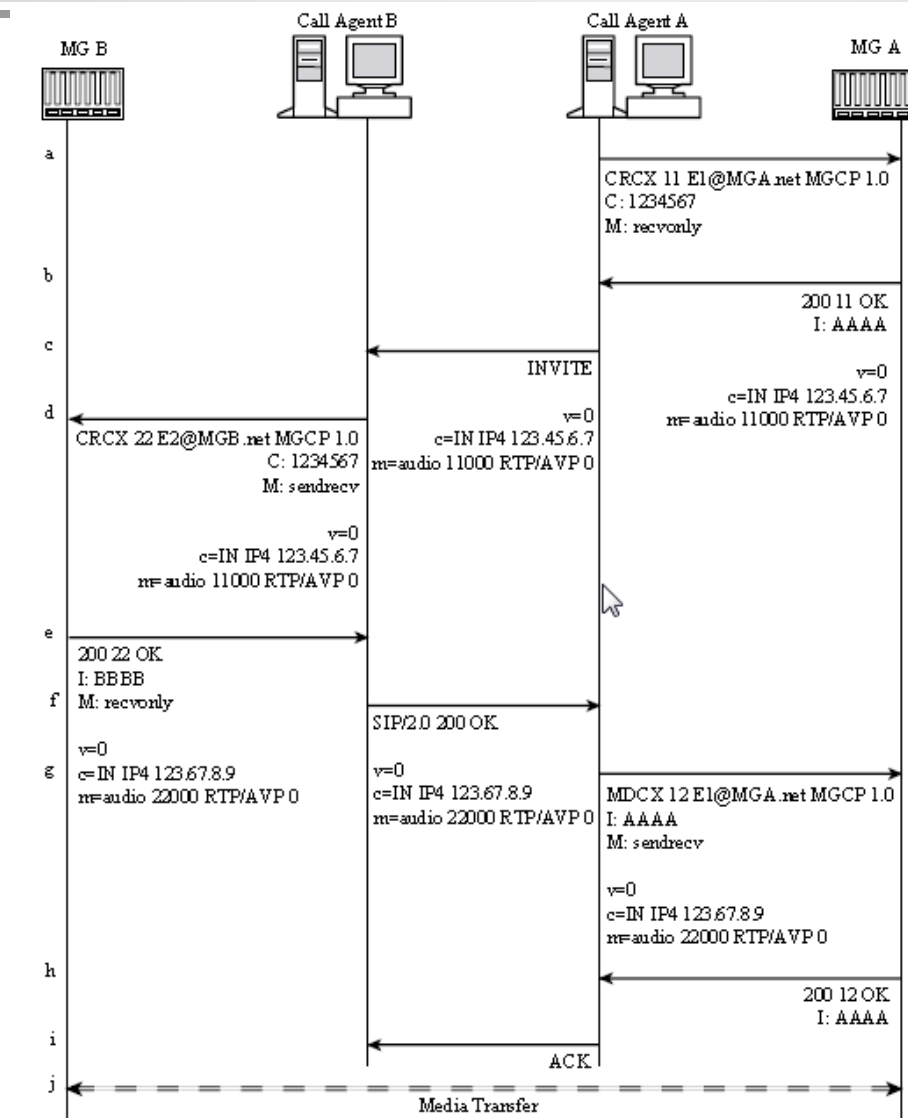 Call Agent B
Call Agent A
MG B
MG A
a
CRCX 11 E1@MGA.net MGCP 1.0
C: 1234567
M: recvonly
b
200 11 OK
I: AAAA
v=0
c=IN IP4 123.45.6.7
m=audio 11000 RTP/AVP 0
c
INVITE
v=0
c=IN IP4 123.45.6.7
m=audio 11000 RTP/AVP 0
d
CRCX 22 E2@MGB.net MGCP 1.0
C: 1234567
M: sendrecv
v=0
c=IN IP4 123.45.6.7
m=audio 11000 RTP/AVP 0
e
200 22 OK
I: BBBB
M: recvonly
v=0
c=IN IP4 123.67.8.9
m=audio 22000 RTP/AVP 0
f
SIP/2.0 200 OK
v=0
c=IN IP4 123.67.8.9
m=audio 22000 RTP/AVP 0
g
MDCX 12 E1@MGA.net MGCP 1.0
I: AAAA
M: sendrecv
v=0
c=IN IP4 123.67.8.9
m=audio 22000 RTP/AVP 0
h
200 12 OK
I: AAAA
i
ACK
j
Media Transfer